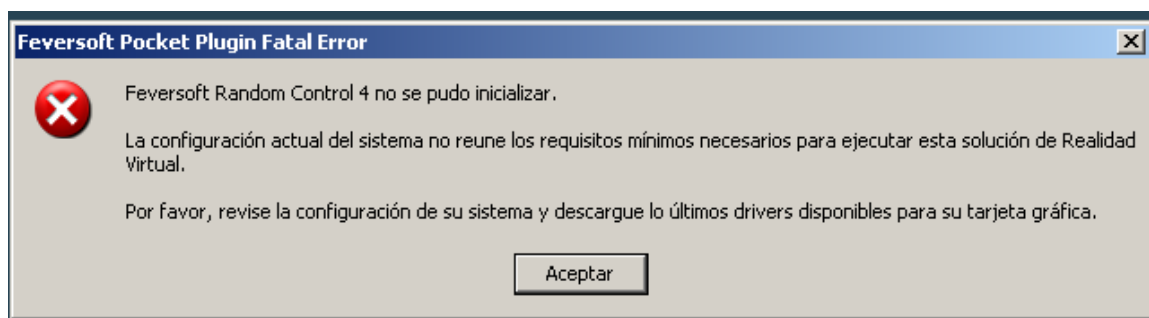 Feversoft Pocket Plugin Fatal Error
Feversoft Random Control 4 no se pudo inicializar.
La configuración actual del sistema no reune los requisitos mínimos necesarios para ejecutar esta solución de Realidad
Virtual.
Por favor, revise la configuración de su sistema y descargue lo últimos drivers disponibles para su tarjeta gráfica.
Aceptar